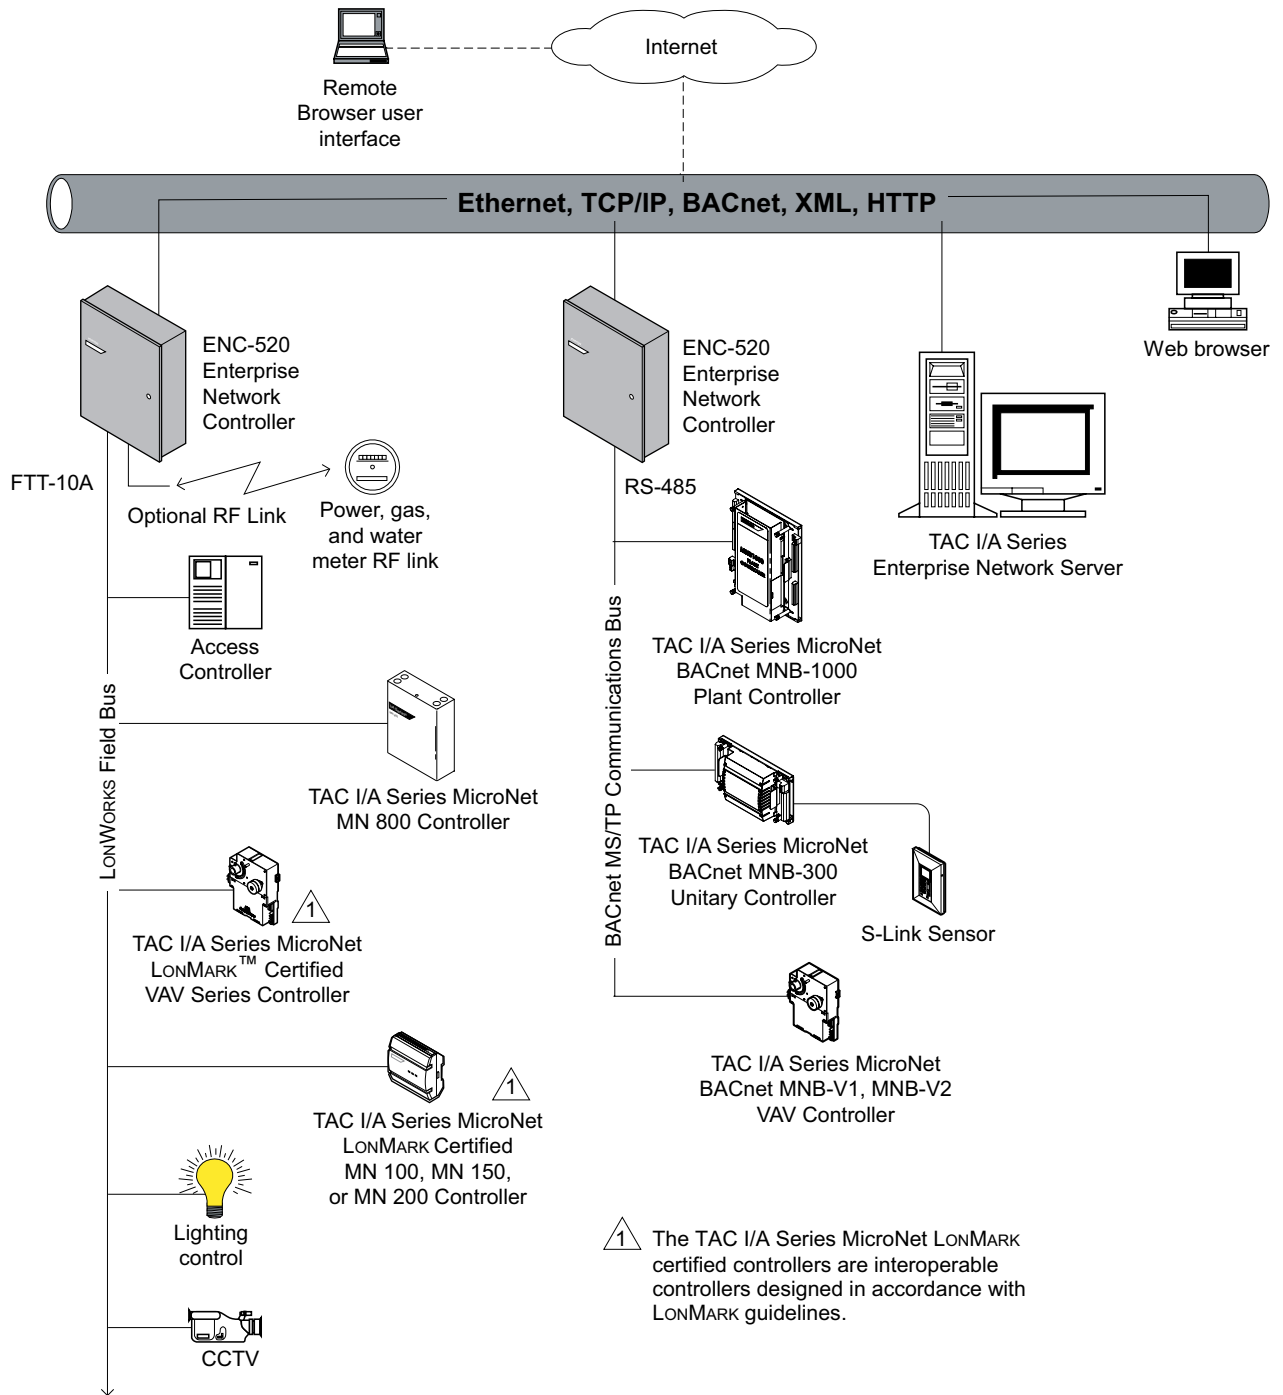 Internet
Remote
Browser user
interface
Ethernet, TCP/IP, BACnet, XML, HTTP
ENC-520
Enterprise
Network
Controller
ENC-520
Enterprise
Network
Controller
Web browser
FTT-10A
Optional RF Link
Power, gas,
and water
meter RF link
RS-485
TAC I/A Series
Enterprise Network Server
Access
Controller
LONWORKS Field Bus
TAC I/A Series MicroNet
MN 800 Controller
1
TAC I/A Series MicroNet
LONMARK™ Certified
VAV Series Controller
1
TAC I/A Series MicroNet
LONMARK Certified
MN 100, MN 150,
or MN 200 Controller
Lighting
control
CCTV
BACnet MS/TP Communications Bus
TAC I/A Series MicroNet
BACnet MNB-1000
Plant Controller
TAC I/A Series MicroNet
BACnet MNB-300
Unitary Controller
S-Link Sensor
TAC I/A Series MicroNet
BACnet MNB-V1, MNB-V2
VAV Controller
1 The TAC I/A Series MicroNet LONMARK
certified controllers are interoperable
controllers designed in accordance with
LONMARK guidelines.